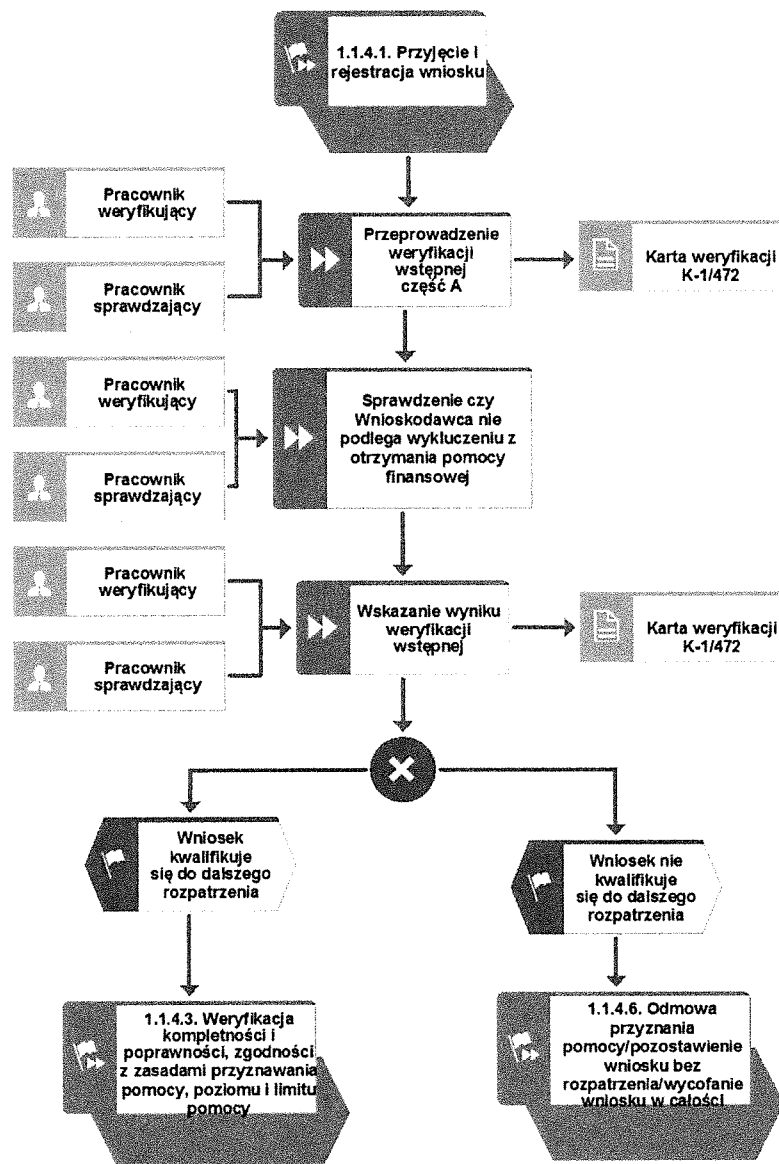 1.1.4.1. Przyjęcie i
rejestracja wniosku
Pracownik
weryfikujący
Pracownik
sprawdzający
Przeprowadzenie
weryfikacji
wstępnej
część A
Karta weryfikacji
K-1/472
Pracownik
weryfikujący
Pracownik
sprawdzający
Sprawdzenie czy
Wnioskodawca nie
podlega wykluczeniu z
otrzymania pomocy
finansowej
Pracownik
weryfikujący
Pracownik
sprawdzający
Wskazanie wyniku
weryfikacji
wstępnej
Karta weryfikacji
K-1/472
Wniosek
kwalifikuje
się do dalszego
rozpatrzenia
Wniosek nie
kwalifikuje
się do dalszego
rozpatrzenia
1.1.4.3. Weryfikacja
kompletności i
poprawności, zgodności
z zasadami przyznawania
pomocy, poziomu i limitu
pomocy
1.1.4.6. Odmowa
przyznania
pomocy/pozostawienie
wniosku bez
rozpatrzenia/wycofanie
wniosku w całości